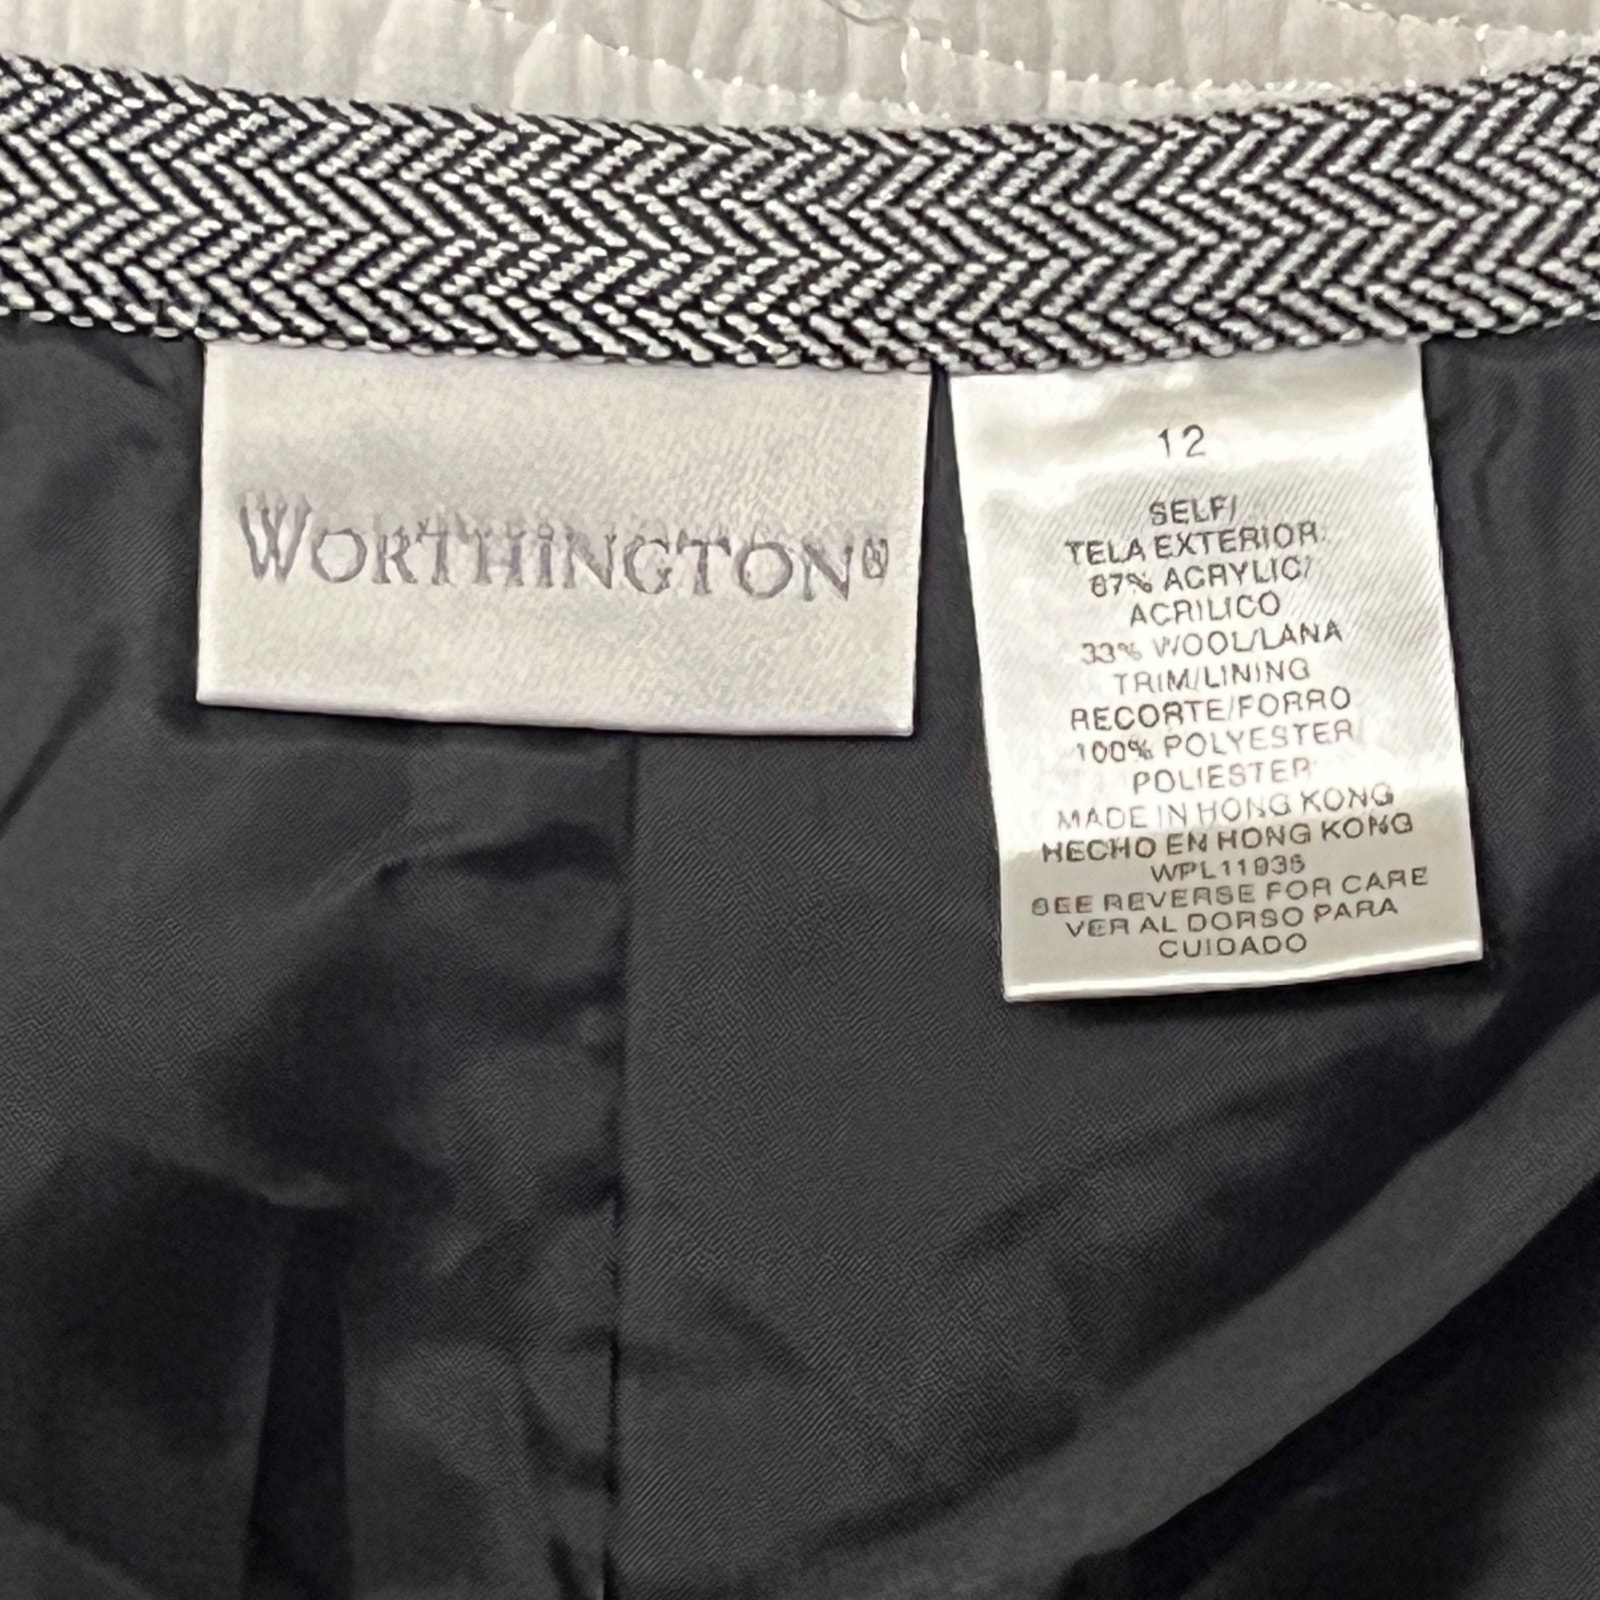 WORTHINGTON®
12
SELF/
TELA EXTERIOR:
67% ACRYLIC/
ACRILICO
33% WOOL/LANA
TRIM/LINING
RECORTE/FORRO
100% POLYESTER/
POLIESTER
MADE IN HONG KONG
HECHO EN HONG KONG
WPL11936
SEE REVERSE FOR CARE
VER AL DORSO PARA
CUIDADO